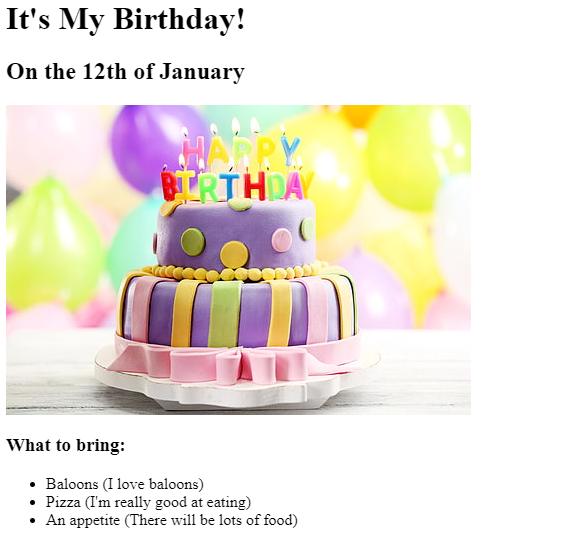 It's My Birthday!
On the 12th of January
HAPPY
BIRTHDAY
What to bring:
Baloons (I love baloons)
Pizza (I'm really good at eating)
An appetite (There will be lots of food)